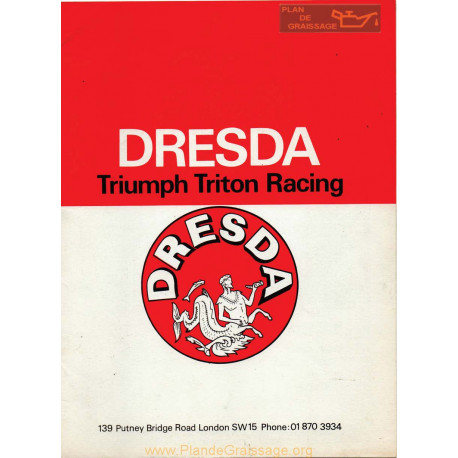 PLAN
DE
GRAISSAGE
DRESDA
Triumph Triton Racing
DRESDA
139 Putney Bridge Road London SW15 Phone:01 870 3934
www.PlandeGraissage.org